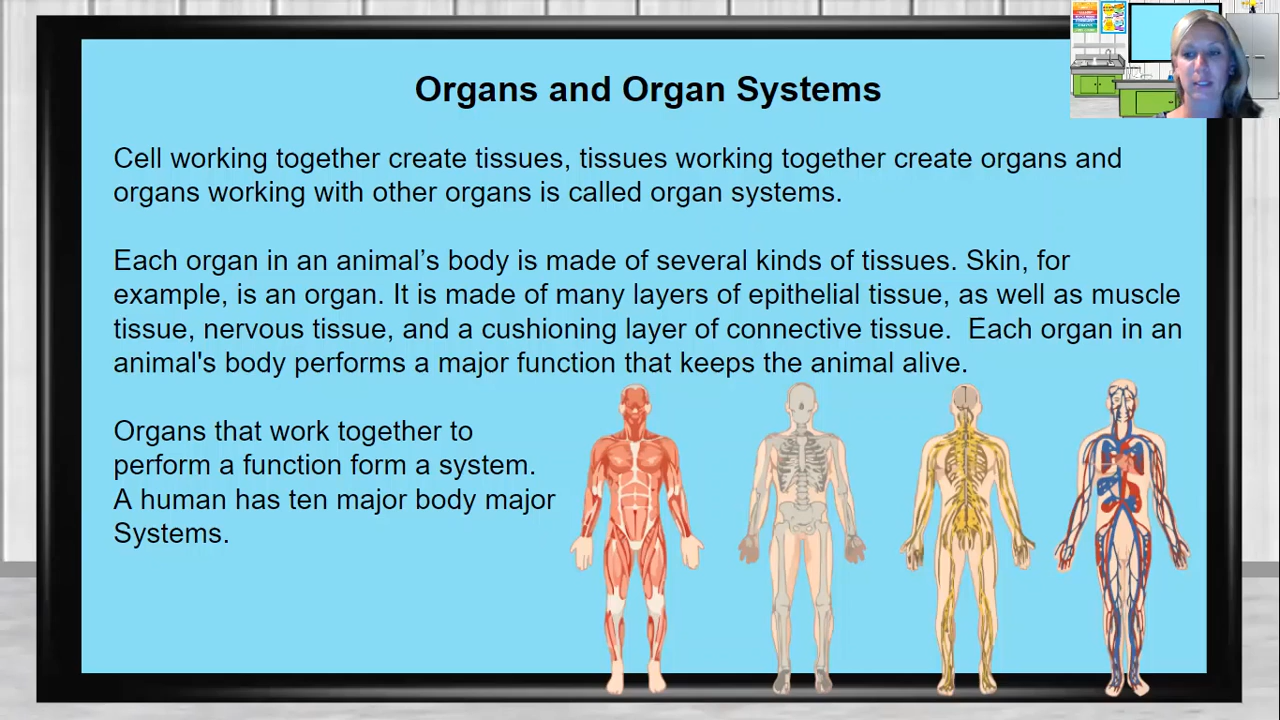 Organs and Organ Systems
Cell working together create tissues, tissues working together create organs and
organs working with other organs is called organ systems.
Each organ in an animal’s body is made of several kinds of tissues. Skin, for
example, is an organ. It is made of many layers of epithelial tissue, as well as muscle
tissue, nervous tissue, and a cushioning layer of connective tissue.  Each organ in an
animal's body performs a major function that keeps the animal alive.
Organs that work together to
perform a function form a system.
A human has ten major body major
Systems.